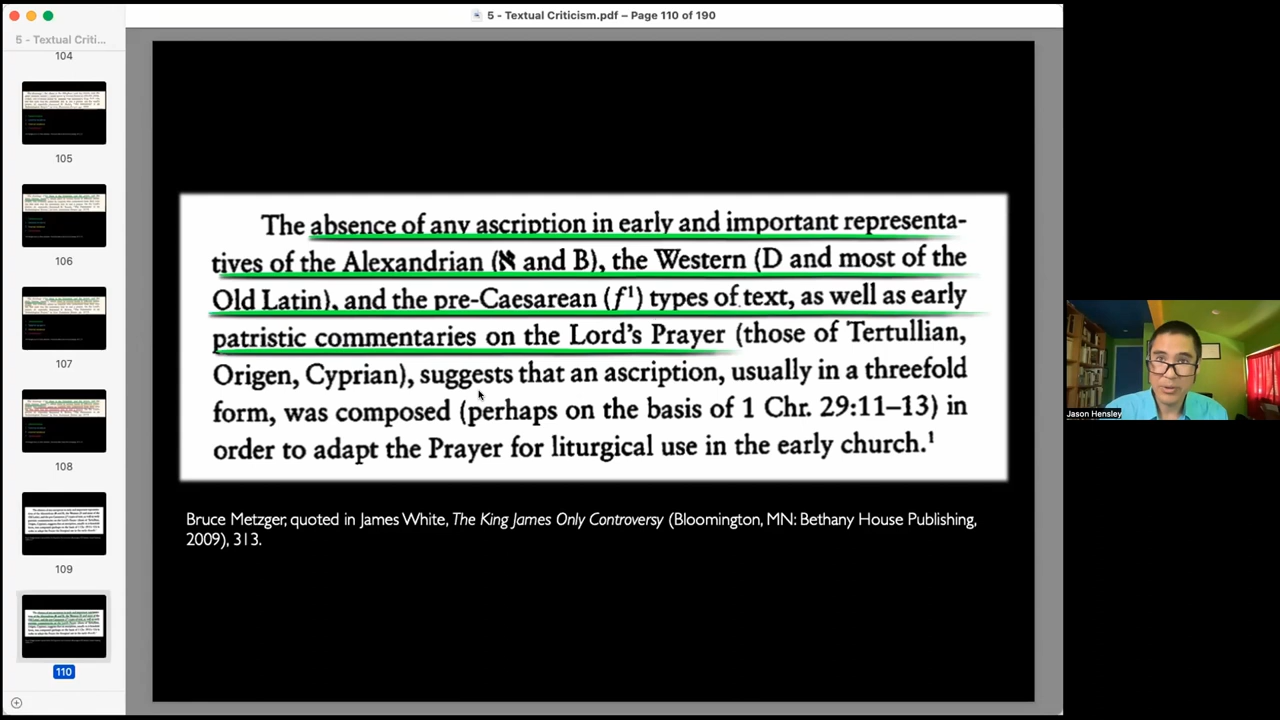 5 - Textual Criticism.pdf – Page 110 of 190
5 - Textual Criti...
104
105
106
107
108
109
110
The absence of any ascription in early and important representa-
tives of the Alexandrian (ℵ and B), the Western (D and most of the
Old Latin), and the pre-Caesarean (f¹) types of text, as well as early
patristic commentaries on the Lord's Prayer (those of Tertullian,
Origen, Cyprian), suggests that an ascription, usually in a threefold
form, was composed (perhaps on the basis of 1 Chr. 29:11–13) in
order to adapt the Prayer for liturgical use in the early church.¹
Bruce Metzger, quoted in James White, The King James Only Controversy (Bloomington, MN: Bethany House Publishing,
2009), 313.
Jason Hensley